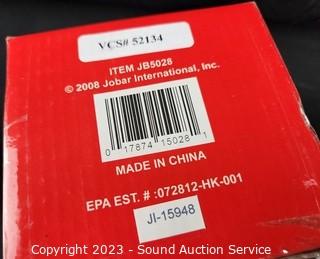 VCS# 52134
ITEM JB5028
© 2008 Jobar International, Inc.
0 17874 15028 1
MADE IN CHINA
EPA EST. # :072812-HK-001
JI-15948
Copyright 2023 - Sound Auction Service